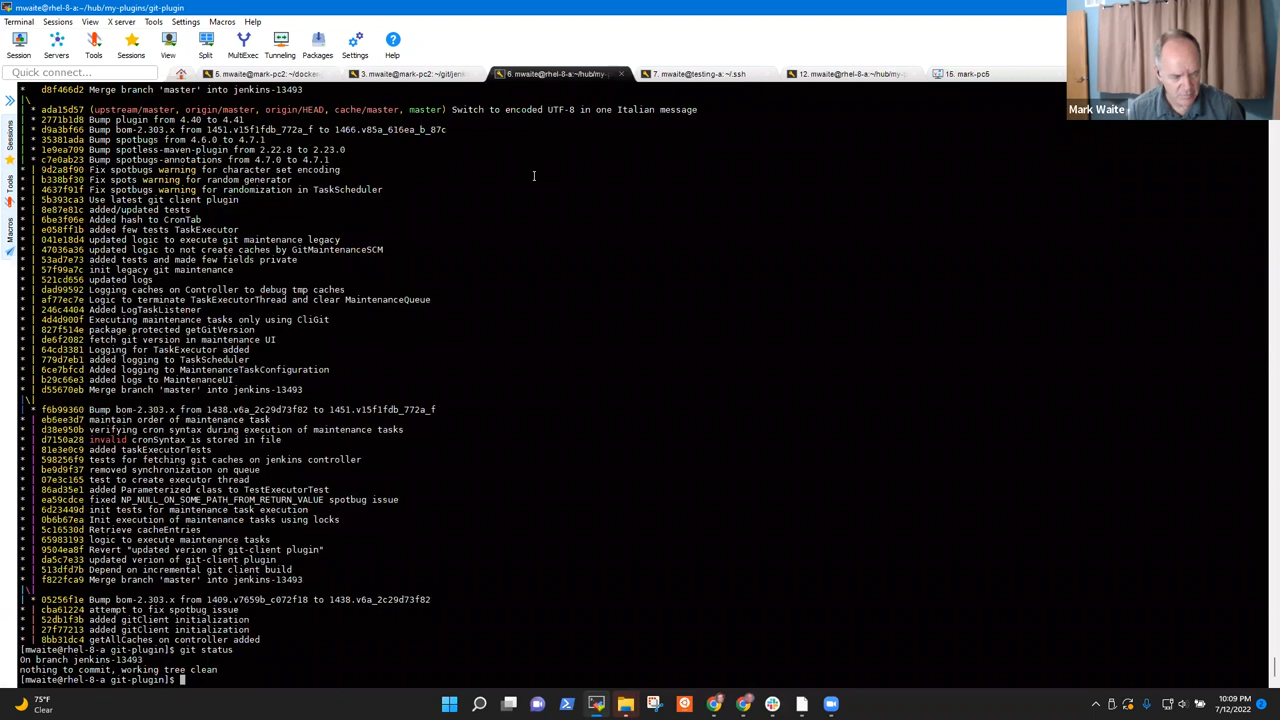 mwaite@rhel-8-a:~/hub/my-plugins/git-plugin
Terminal Sessions View X server Tools Settings Macros Help
Session Servers Tools Sessions View Split MultiExec Tunneling Packages Settings Help
Quick connect...
5. mwaite@mark-pc2: ~/docke
3. mwaite@mark-pc2: ~/git/jen
6. mwaite@rhel-8-a:~/hub/my-
7. mwaite@testing-a: ~/.ssh
12. mwaite@rhel-8-a:~/hub/my-
15. mark-pc5
Mark Waite
Sessions
Tools
Macros
* d8f466d2 Merge branch 'master' into jenkins-13493
|\
| * ada15d57 (upstream/master, origin/master, origin/HEAD, cache/master, master) Switch to encoded UTF-8 in one Italian message
| * 2771b1d8 Bump plugin from 4.40 to 4.41
| * d9a3bf66 Bump bom-2.303.x from 1451.v15f1fdb_772a_f to 1466.v85a_616ea_b_87c
| * 35381ada Bump spotbugs from 4.6.0 to 4.7.1
| * 1e9ea709 Bump spotless-maven-plugin from 2.22.8 to 2.23.0
| * c7e0ab23 Bump spotbugs-annotations from 4.7.0 to 4.7.1
* | 9d2a8f90 Fix spotbugs warning for character set encoding
* | b338bf30 Fix spots warning for random generator
* | 4637f91f Fix spotbugs warning for randomization in TaskScheduler
* | 5b393ca3 Use latest git client plugin
* | 8e87e81c added/updated tests
* | 6be3f06e Added hash to CronTab
* | e058ff1b added few tests TaskExecutor
* | 041e18d4 updated logic to execute git maintenance legacy
* | 47036a36 updated logic to not create caches by GitMaintenanceSCM
* | 53ad7e73 added tests and made few fields private
* | 57f99a7c init legacy git maintenance
* | 521cd656 updated logs
* | dad99592 Logging caches on Controller to debug tmp caches
* | af77ec7e Logic to terminate TaskExecutorThread and clear MaintenanceQueue
* | 246c4404 Added LogTaskListener
* | 4d4d900f Executing maintenance tasks only using CliGit
* | 827f514e package protected getGitVersion
* | de6f2082 fetch git version in maintenance UI
* | 64cd3381 Logging for TaskExecutor added
* | 779d7eb1 added logging to TaskScheduler
* | 6ce7bfcd Added logging to MaintenanceTaskConfiguration
* | b29c66e3 added logs to MaintenanceUI
* | d55670eb Merge branch 'master' into jenkins-13493
|\|
| * f6b99360 Bump bom-2.303.x from 1438.v6a_2c29d73f82 to 1451.v15f1fdb_772a_f
* | eb6ee3d7 maintain order of maintenance task
* | d38e950b verifying cron syntax during execution of maintenance tasks
* | d7150a28 invalid cronSyntax is stored in file
* | 81e3e0c9 added taskExecutorTests
* | 598256f9 tests for fetching git caches on jenkins controller
* | be9d9f37 removed synchronization on queue
* | 07e3c165 test to create executor thread
* | 86ad35e1 added Parameterized class to TestExecutorTest
* | ea59cdce fixed NP_NULL_ON_SOME_PATH_FROM_RETURN_VALUE spotbug issue
* | 6d23449d init tests for maintenance task execution
* | 0b6b67ea Init execution of maintenance tasks using locks
* | 5c16530d Retrieve cacheEntries
* | 65983193 logic to execute maintenance tasks
* | 9504ea8f Revert "updated verion of git-client plugin"
* | da5c7e33 updated verion of git-client plugin
* | 513dfd7b Depend on incremental git client build
* | f822fca9 Merge branch 'master' into jenkins-13493
|\|
| * 05256f1e Bump bom-2.303.x from 1409.v7659b_c072f18 to 1438.v6a_2c29d73f82
* | cba61224 attempt to fix spotbug issue
* | 52db1f3b added gitClient initialization
* | 27f77213 added gitClient initialization
* | 8bb31dc4 getAllCaches on controller added
[mwaite@rhel-8-a git-plugin]$ git status
On branch jenkins-13493
nothing to commit, working tree clean
[mwaite@rhel-8-a git-plugin]$
75°F
Clear
10:09 PM
7/12/2022